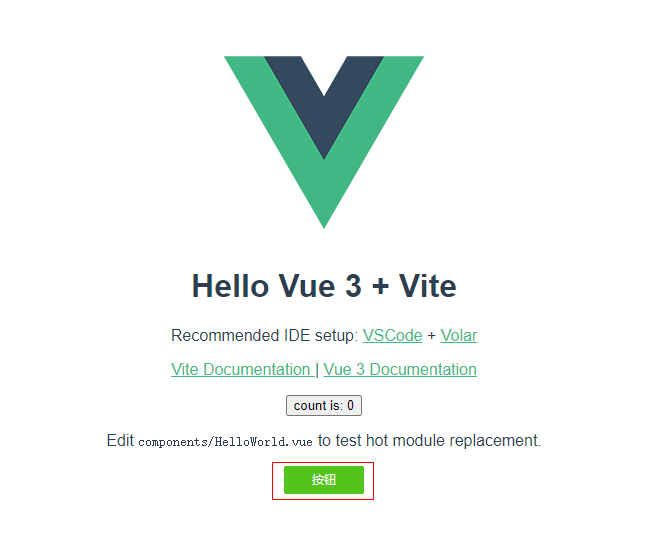 Hello Vue 3 + Vite
Recommended IDE setup: VSCode + Volar
Vite Documentation | Vue 3 Documentation
count is: 0
Edit components/HelloWorld.vue to test hot module replacement.
按钮